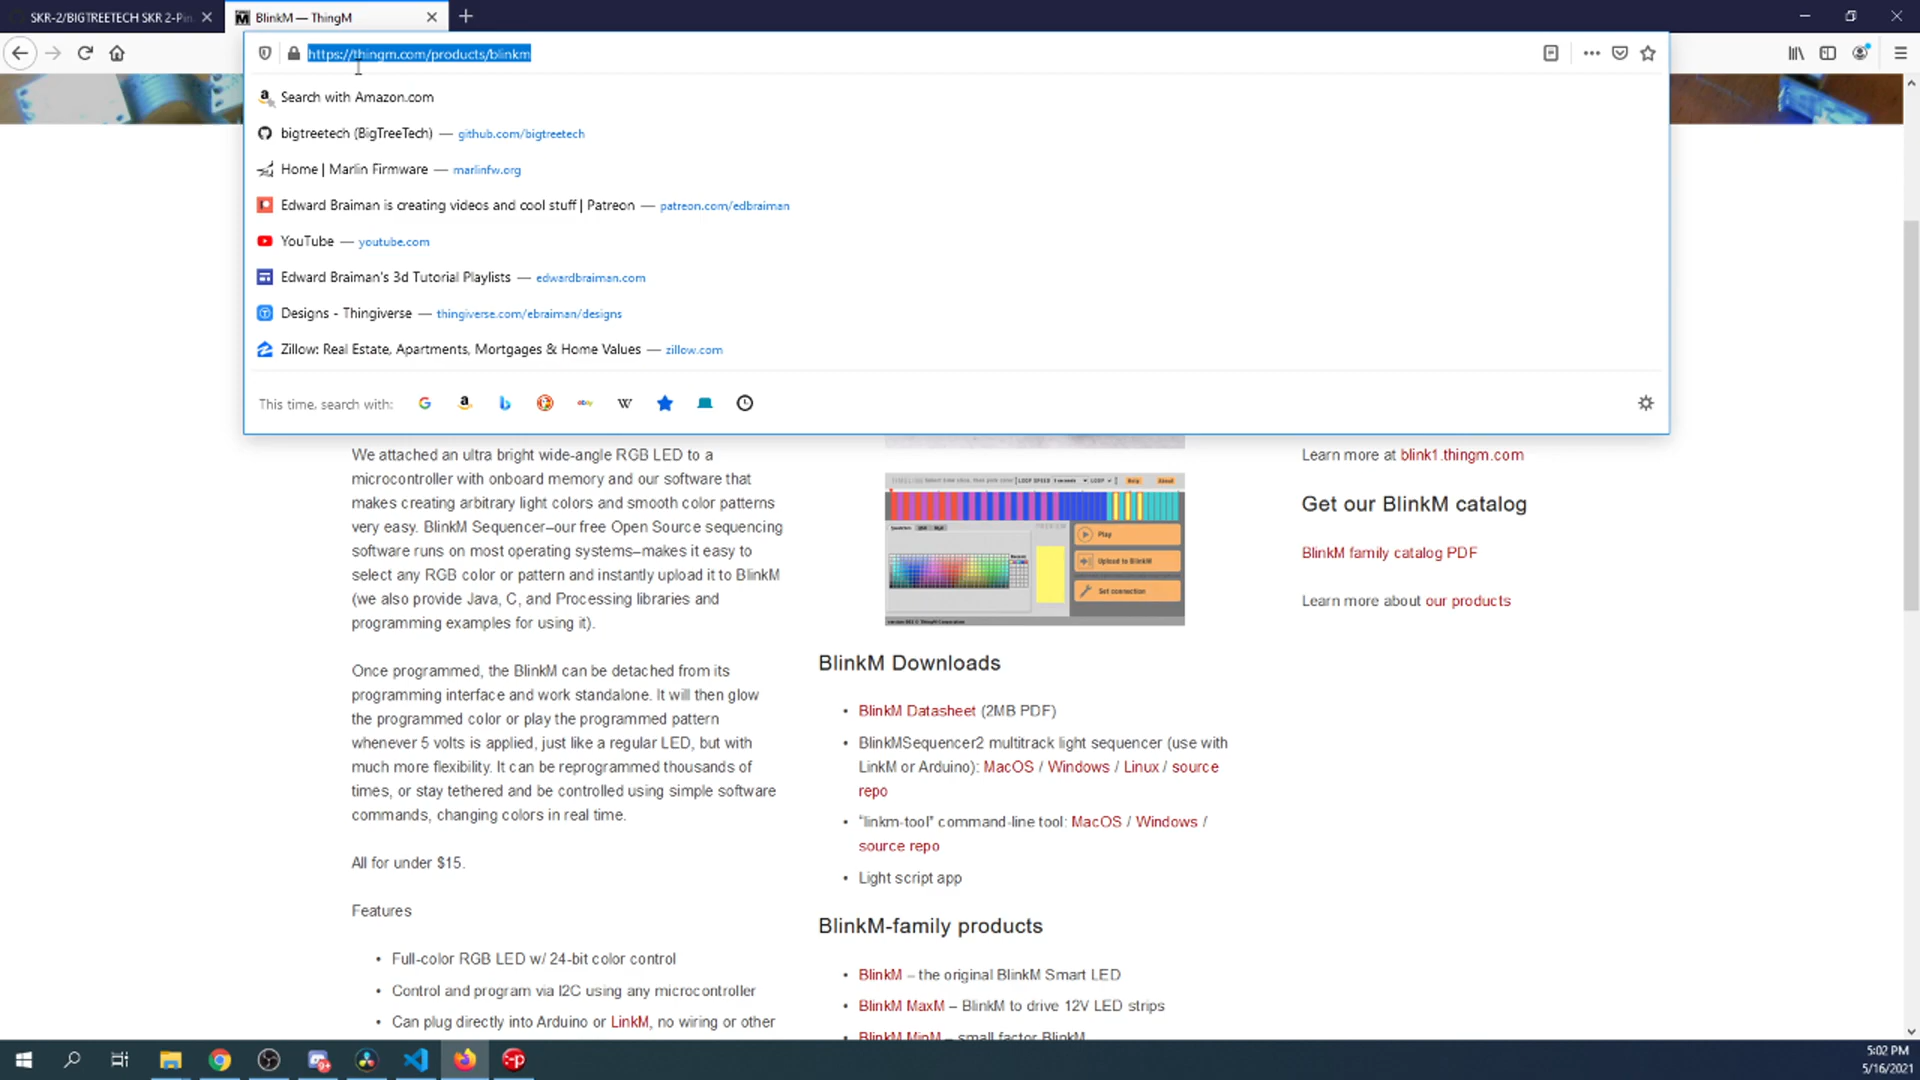 SKR-2/BIGTREETECH SKR 2-Pin
BlinkM — ThingM
https://thingm.com/products/blinkm
Search with Amazon.com
bigtreetech (BigTreeTech) — github.com/bigtreetech
Home | Marlin Firmware — marlinfw.org
Edward Braiman is creating videos and cool stuff | Patreon — patreon.com/edbraiman
YouTube — youtube.com
Edward Braiman's 3d Tutorial Playlists — edwardbraiman.com
Designs - Thingiverse — thingiverse.com/ebraiman/designs
Zillow: Real Estate, Apartments, Mortgages & Home Values — zillow.com
This time, search with:
We attached an ultra bright wide-angle RGB LED to a
microcontroller with onboard memory and our software that
makes creating arbitrary light colors and smooth color patterns
very easy. BlinkM Sequencer–our free Open Source sequencing
software runs on most operating systems–makes it easy to
select any RGB color or pattern and instantly upload it to BlinkM
(we also provide Java, C, and Processing libraries and
programming examples for using it).
Once programmed, the BlinkM can be detached from its
programming interface and work standalone. It will then glow
the programmed color or play the programmed pattern
whenever 5 volts is applied, just like a regular LED, but with
much more flexibility. It can be reprogrammed thousands of
times, or stay tethered and be controlled using simple software
commands, changing colors in real time.
All for under $15.
Features
• Full-color RGB LED w/ 24-bit color control
• Control and program via I2C using any microcontroller
• Can plug directly into Arduino or LinkM, no wiring or other
LOOP SPEED
Help
About
Play
Upload to BlinkM
Set connection
BlinkM Downloads
• BlinkM Datasheet (2MB PDF)
• BlinkMSequencer2 multitrack light sequencer (use with
LinkM or Arduino): MacOS / Windows / Linux / source
repo
• "linkm-tool" command-line tool: MacOS / Windows /
source repo
• Light script app
BlinkM-family products
• BlinkM – the original BlinkM Smart LED
• BlinkM MaxM – BlinkM to drive 12V LED strips
BlinkM MinM – small factor BlinkM
Learn more at blink1.thingm.com
Get our BlinkM catalog
BlinkM family catalog PDF
Learn more about our products
5:02 PM
5/16/2021